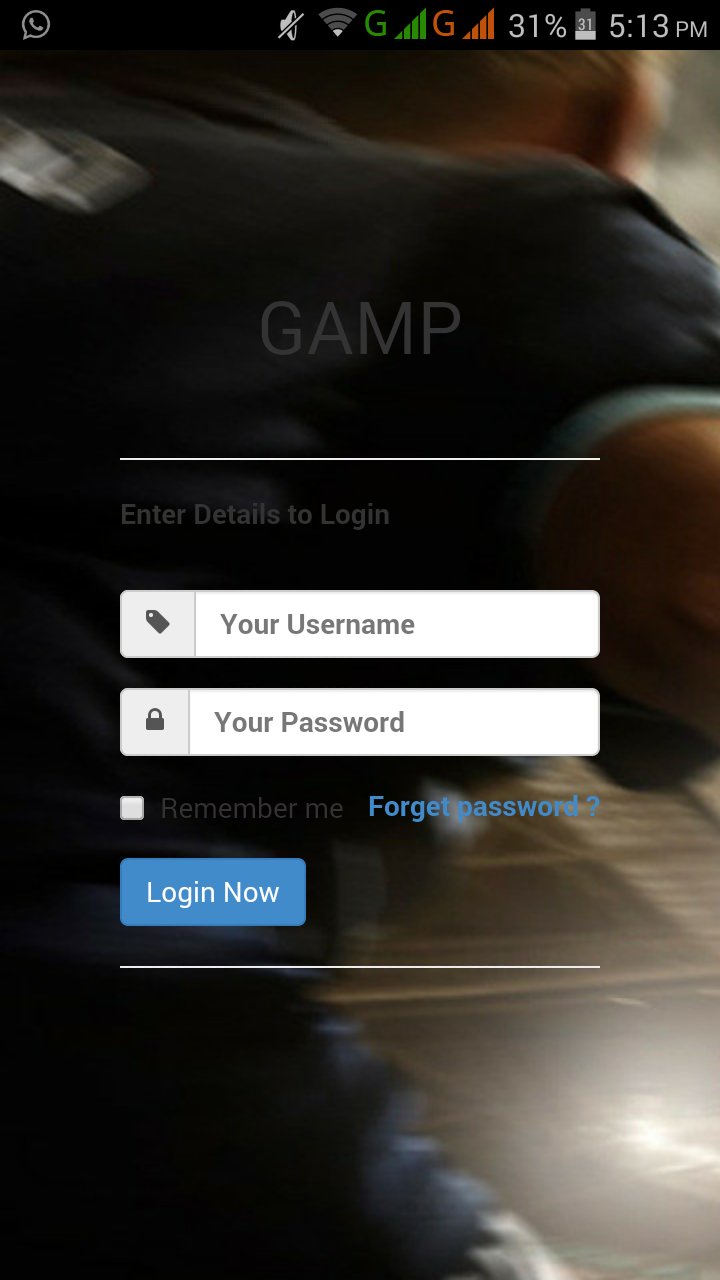 G G 31% 31 5:13 PM
GAMP
Enter Details to Login
Your Username
Your Password
Remember me Forget password ?
Login Now